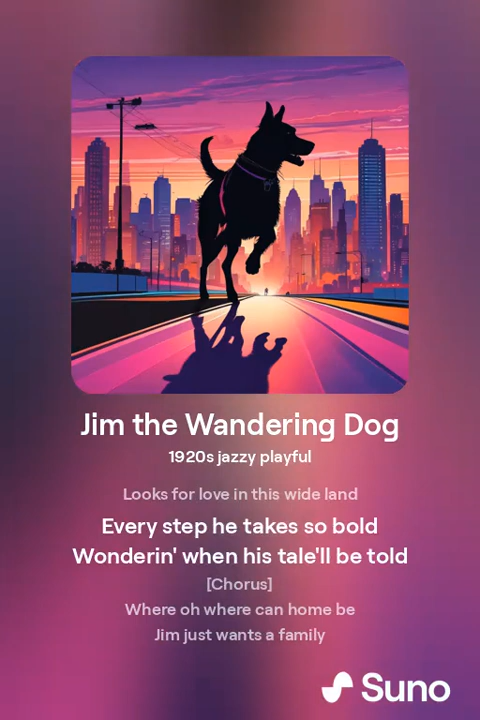 Jim the Wandering Dog
1920s jazzy playful
Looks for love in this wide land
Every step he takes so bold
Wonderin' when his tale'll be told
[Chorus]
Where oh where can home be
Jim just wants a family
Suno